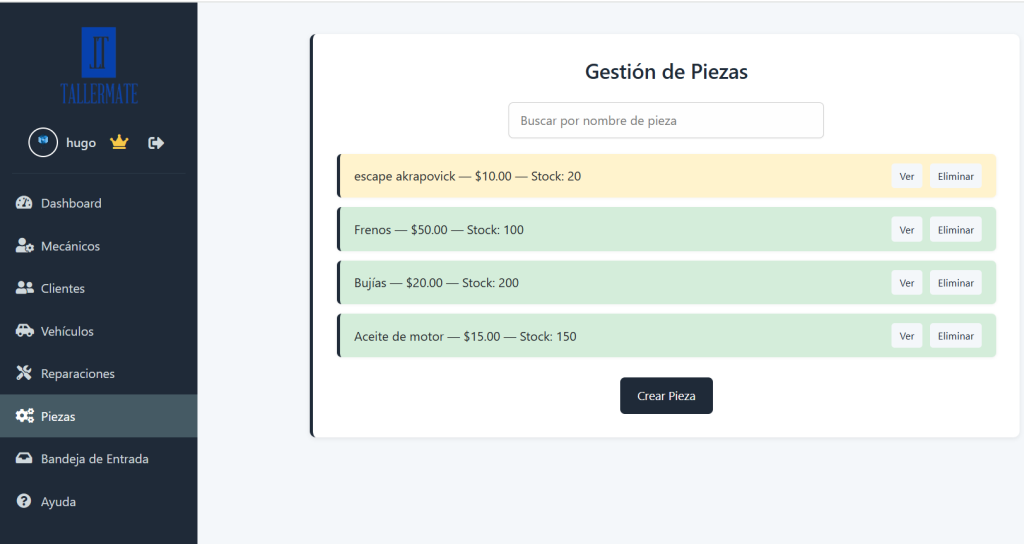 TALLERMATE
hugo
Dashboard
Mecánicos
Clientes
Vehículos
Reparaciones
Piezas
Bandeja de Entrada
Ayuda
Gestión de Piezas
Buscar por nombre de pieza
escape akrapovick — $10.00 — Stock: 20 Ver Eliminar
Frenos — $50.00 — Stock: 100 Ver Eliminar
Bujías — $20.00 — Stock: 200 Ver Eliminar
Aceite de motor — $15.00 — Stock: 150 Ver Eliminar
Crear Pieza